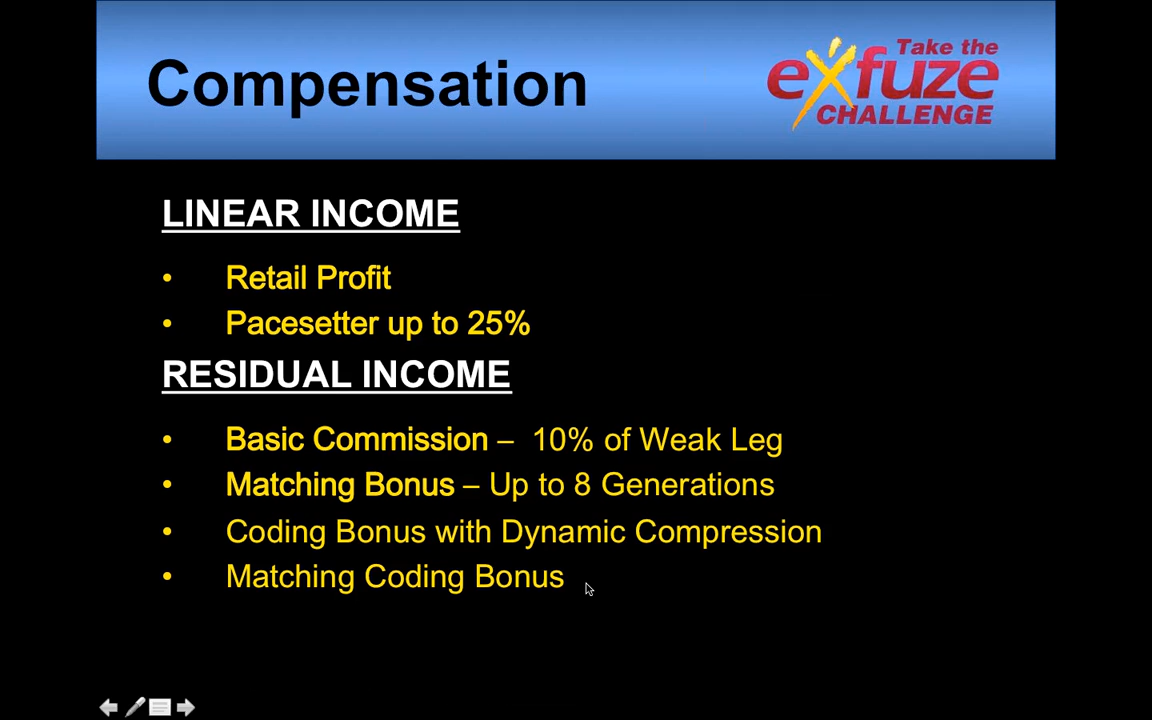 Compensation
Take the
exfuze
CHALLENGE
LINEAR INCOME
• Retail Profit
• Pacesetter up to 25%
RESIDUAL INCOME
• Basic Commission – 10% of Weak Leg
• Matching Bonus – Up to 8 Generations
• Coding Bonus with Dynamic Compression
• Matching Coding Bonus